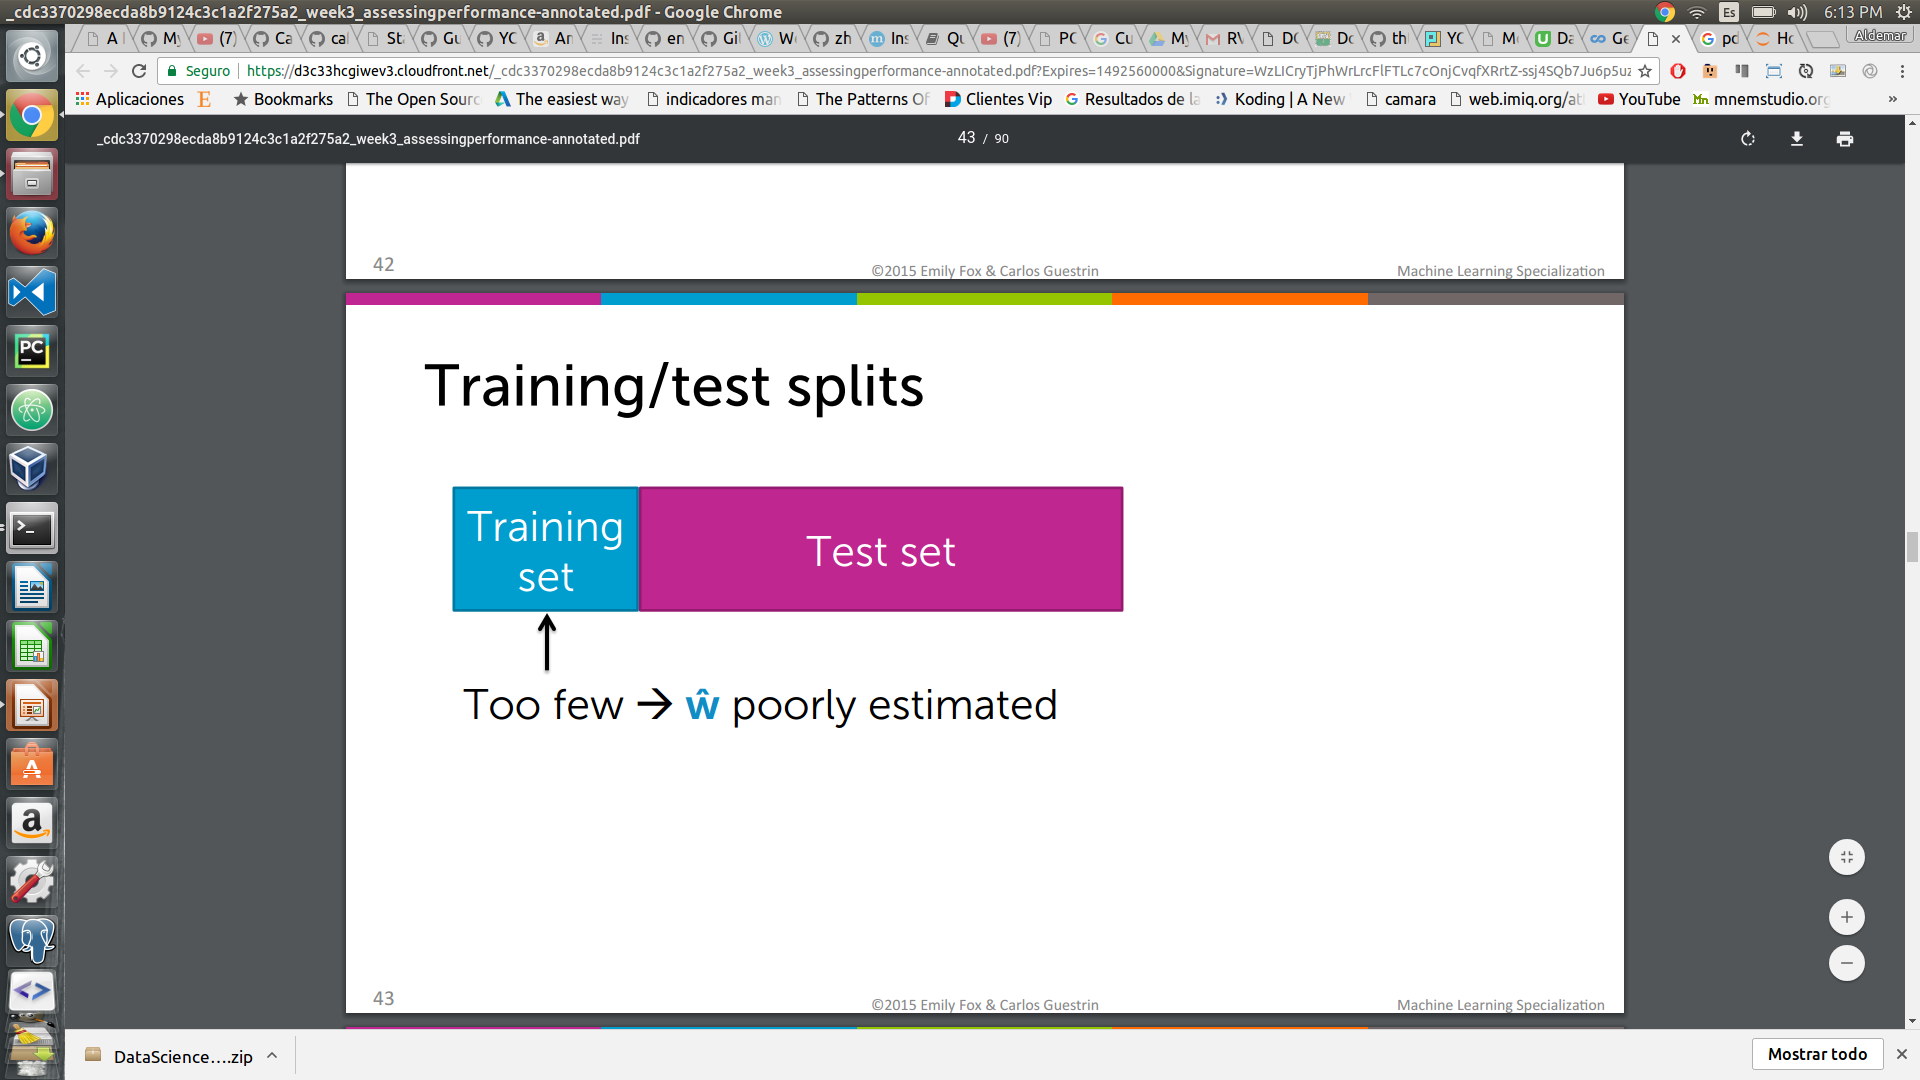 _cdc3370298ecda8b9124c3c1a2f275a2_week3_assessingperformance-annotated.pdf - Google Chrome
Es
6:13 PM
Aldemar
Seguro
https://d3c33hcgiwev3.cloudfront.net/_cdc3370298ecda8b9124c3c1a2f275a2_week3_assessingperformance-annotated.pdf?Expires=1492560000&Signature=
Aplicaciones
Bookmarks
The Open Sourc
The easiest way
indicadores man
The Patterns Of
Clientes Vip
Resultados de la
Koding | A New
camara
web.imiq.org/at
YouTube
mnemstudio.org
_cdc3370298ecda8b9124c3c1a2f275a2_week3_assessingperformance-annotated.pdf
43 / 90
42
©2015 Emily Fox & Carlos Guestrin
Machine Learning Specialization
Training/test splits
Training
set
Test set
Too few → ŵ poorly estimated
43
©2015 Emily Fox & Carlos Guestrin
Machine Learning Specialization
DataScience....zip
Mostrar todo